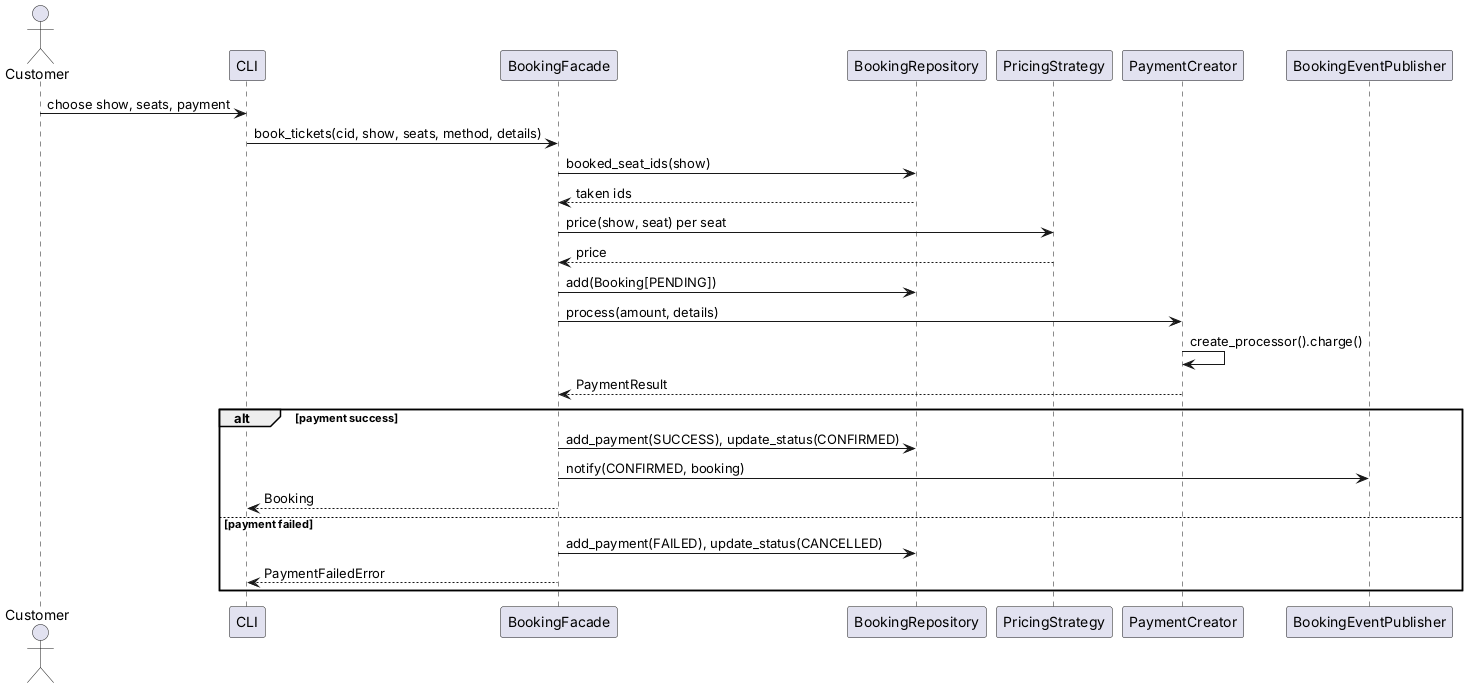 Customer
CLI
BookingFacade
BookingRepository
PricingStrategy
PaymentCreator
BookingEventPublisher
choose show, seats, payment
book_tickets(cid, show, seats, method, details)
booked_seat_ids(show)
taken ids
price(show, seat) per seat
price
add(Booking[PENDING])
process(amount, details)
create_processor().charge()
PaymentResult
alt
[payment success]
add_payment(SUCCESS), update_status(CONFIRMED)
notify(CONFIRMED, booking)
Booking
[payment failed]
add_payment(FAILED), update_status(CANCELLED)
PaymentFailedError
Customer
CLI
BookingFacade
BookingRepository
PricingStrategy
PaymentCreator
BookingEventPublisher